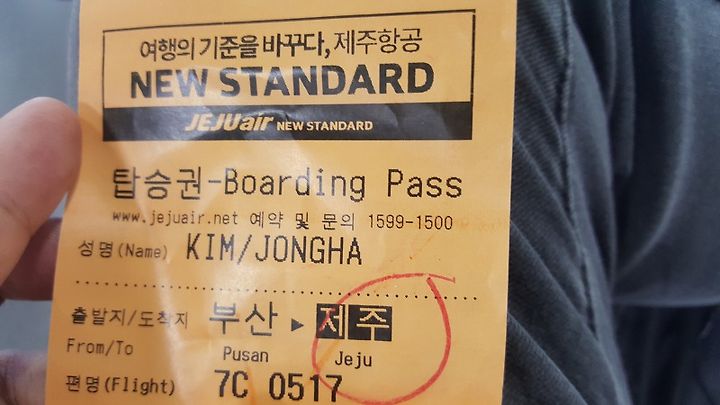 여행의 기준을 바꾸다, 제주항공
NEW STANDARD
JEJUair NEW STANDARD
탑승권-Boarding Pass
www.jejuair.net 예약 및 문의 1599-1500
성명(Name) KIM/JONGHA
출발지/도착지 부산 ▶ 제주
From/To Pusan Jeju
편명(Flight) 7C 0517